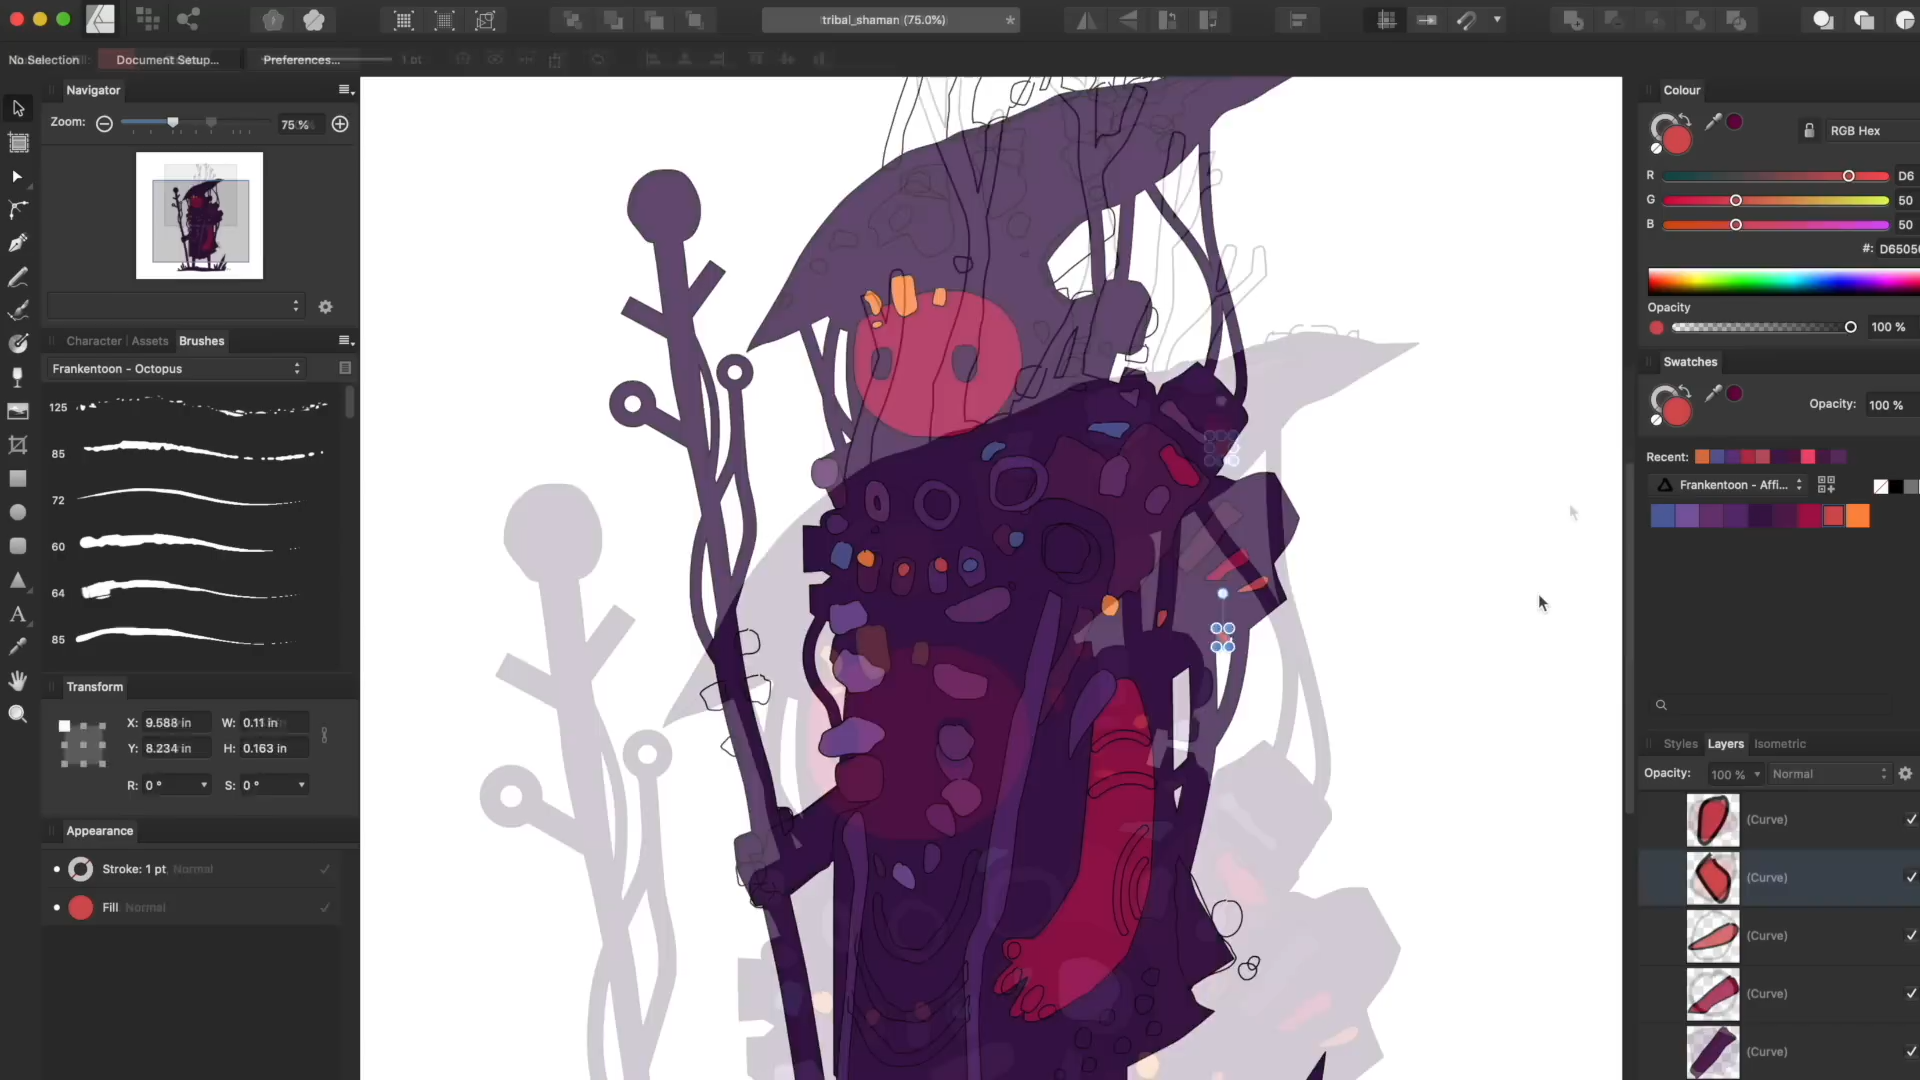 tribal_shaman (75.0%)
*
No Selection
Document Setup...
Preferences...
1 pt
Navigator
Zoom:
75 %
Character
Assets
Brushes
Frankentoon - Octopus
125
85
72
60
64
85
Transform
X: 9.588 in
W: 0.11 in
Y: 8.234 in
H: 0.163 in
R: 0 °
S: 0 °
Appearance
Stroke: 1 pt Normal
Fill Normal
Colour
RGB Hex
R
D6
G
50
B
50
#: D6505
Opacity
100 %
Swatches
Opacity: 100 %
Recent:
Frankentoon - Affi...
Styles
Layers
Isometric
Opacity: 100 %
Normal
(Curve)
(Curve)
(Curve)
(Curve)
(Curve)